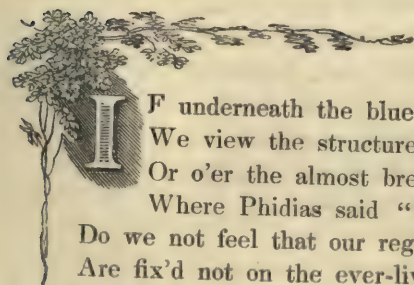 IF underneath the blue
We view the structure
Or o'er the almost bre
Where Phidias said “
Do we not feel that our reg
Are fix'd not on the ever-liv